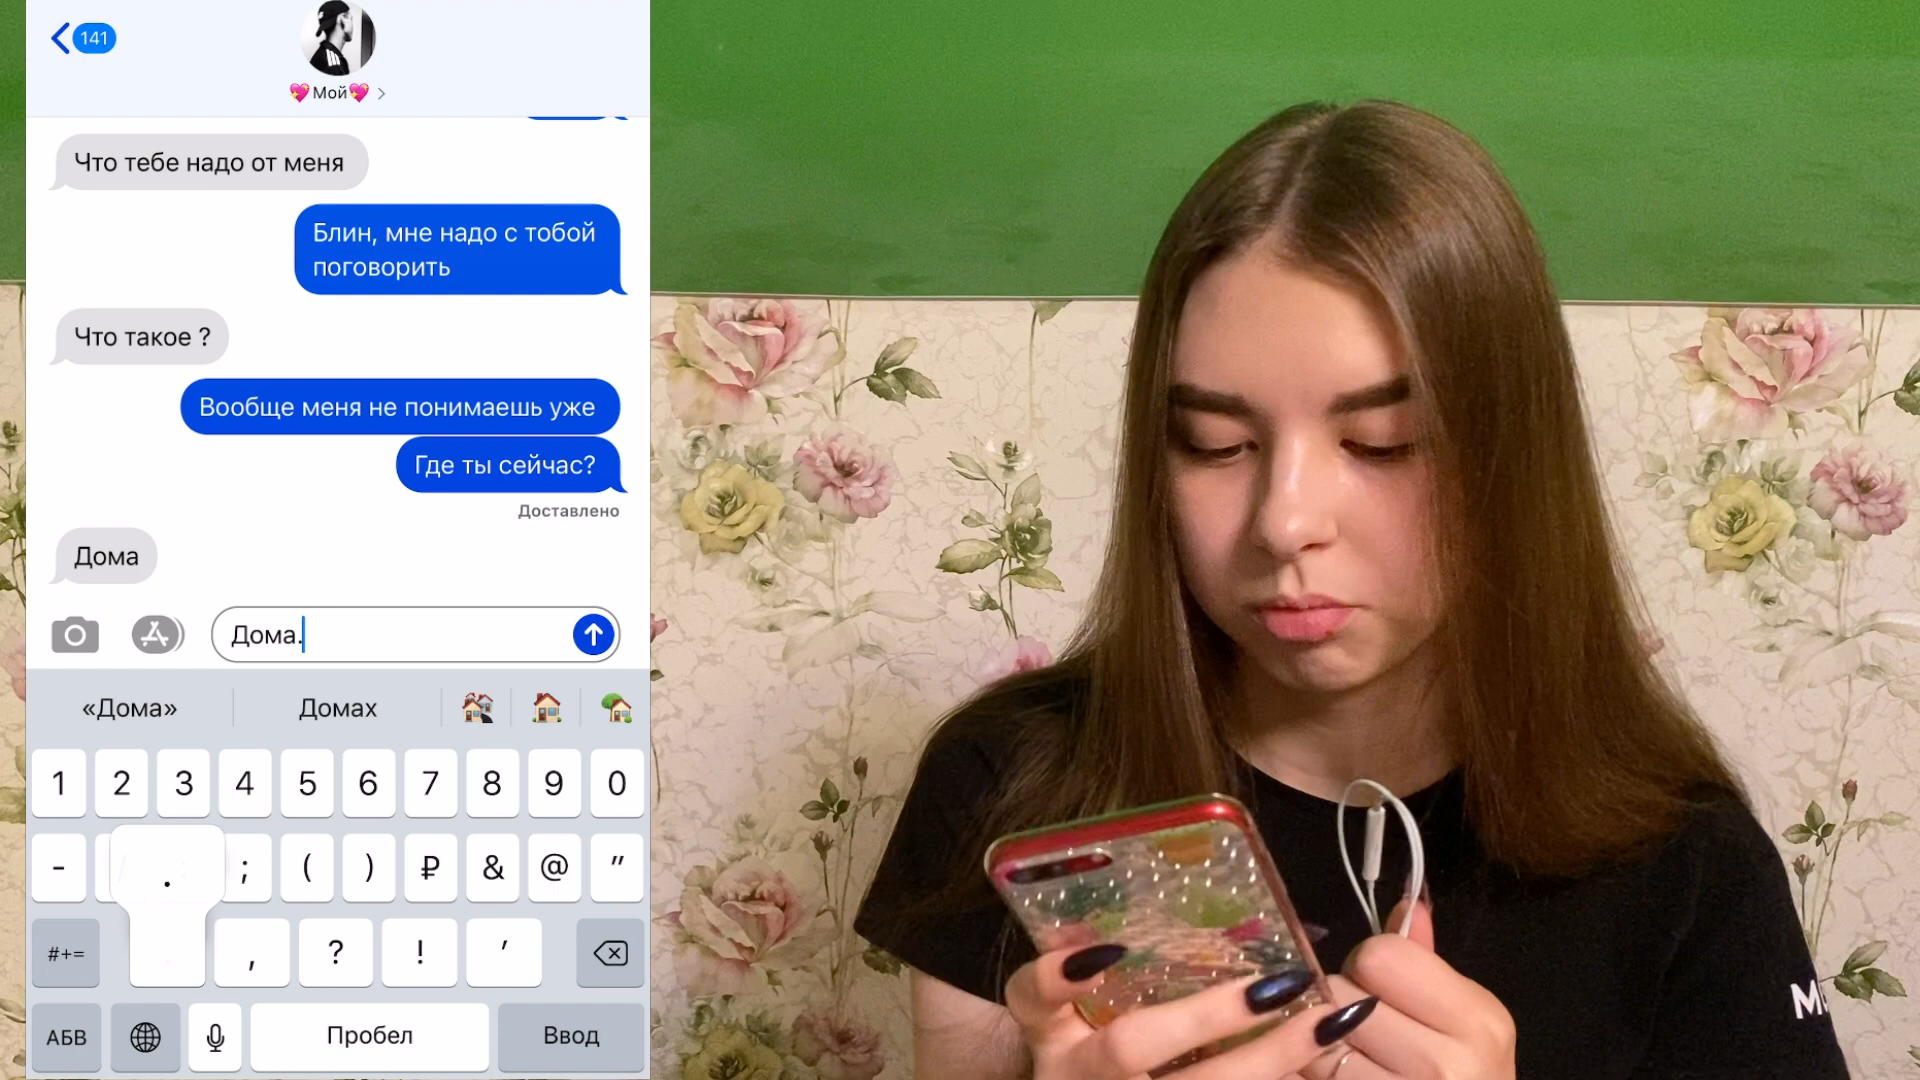 141
💖Мой💖
Что тебе надо от меня
Блин, мне надо с тобой
поговорить
Что такое ?
Вообще меня не понимаешь уже
Где ты сейчас?
Доставлено
Дома
Дома.
«Дома» Домах
1 2 3 4 5 6 7 8 9 0
- . ; ( ) ₽ & @ "
#+= , ? ! ’
АБВ Пробел Ввод